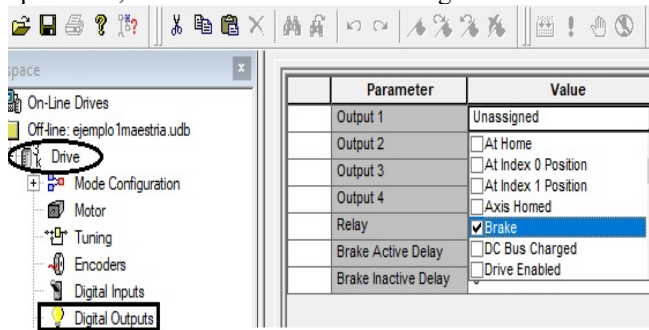 space
x
On-Line Drives
Off-line: ejemplo1maestria.udb
Drive
Mode Configuration
Motor
Tuning
Encoders
Digital Inputs
Digital Outputs
Parameter Value
Output 1 Unassigned
Output 2 At Home
Output 3 At Index 0 Position
At Index 1 Position
Output 4 Axis Homed
Relay Brake
Brake Active Delay DC Bus Charged
Brake Inactive Delay Drive Enabled